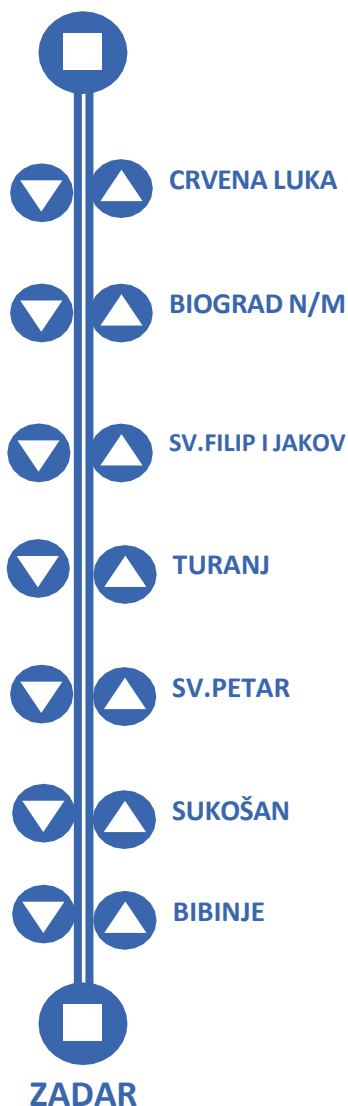 CRVENA LUKA
BIOGRAD N/M
SV.FILIP I JAKOV
TURANJ
SV.PETAR
SUKOŠAN
BIBINJE
ZADAR